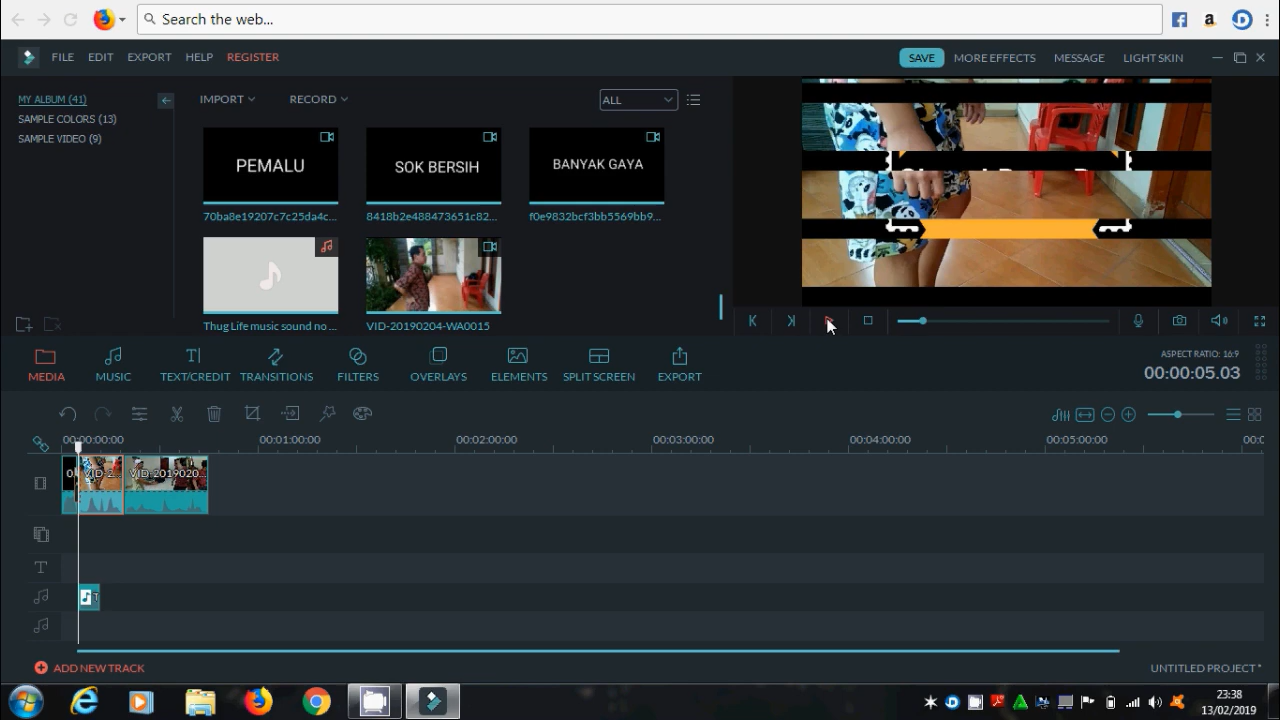 Search the web...
FILE EDIT EXPORT HELP REGISTER SAVE MORE EFFECTS MESSAGE LIGHT SKIN
MY ALBUM (41)
SAMPLE COLORS (13)
SAMPLE VIDEO (9)
IMPORT RECORD ALL
PEMALU SOK BERSIH BANYAK GAYA
70ba8e19207c7c25da4c... 8418b2e488473651c82... f0e9832bcf3bb5569bb9...
Thug Life music sound no ... VID-20190204-WA0015
ASPECT RATIO: 16:9
00:00:05.03
MEDIA MUSIC TEXT/CREDIT TRANSITIONS FILTERS OVERLAYS ELEMENTS SPLIT SCREEN EXPORT
00:00:00:00 00:01:00:00 00:02:00:00 00:03:00:00 00:04:00:00 00:05:00:00
VID-2... VID-2019020...
ADD NEW TRACK UNTITLED PROJECT*
23:38
13/02/2019